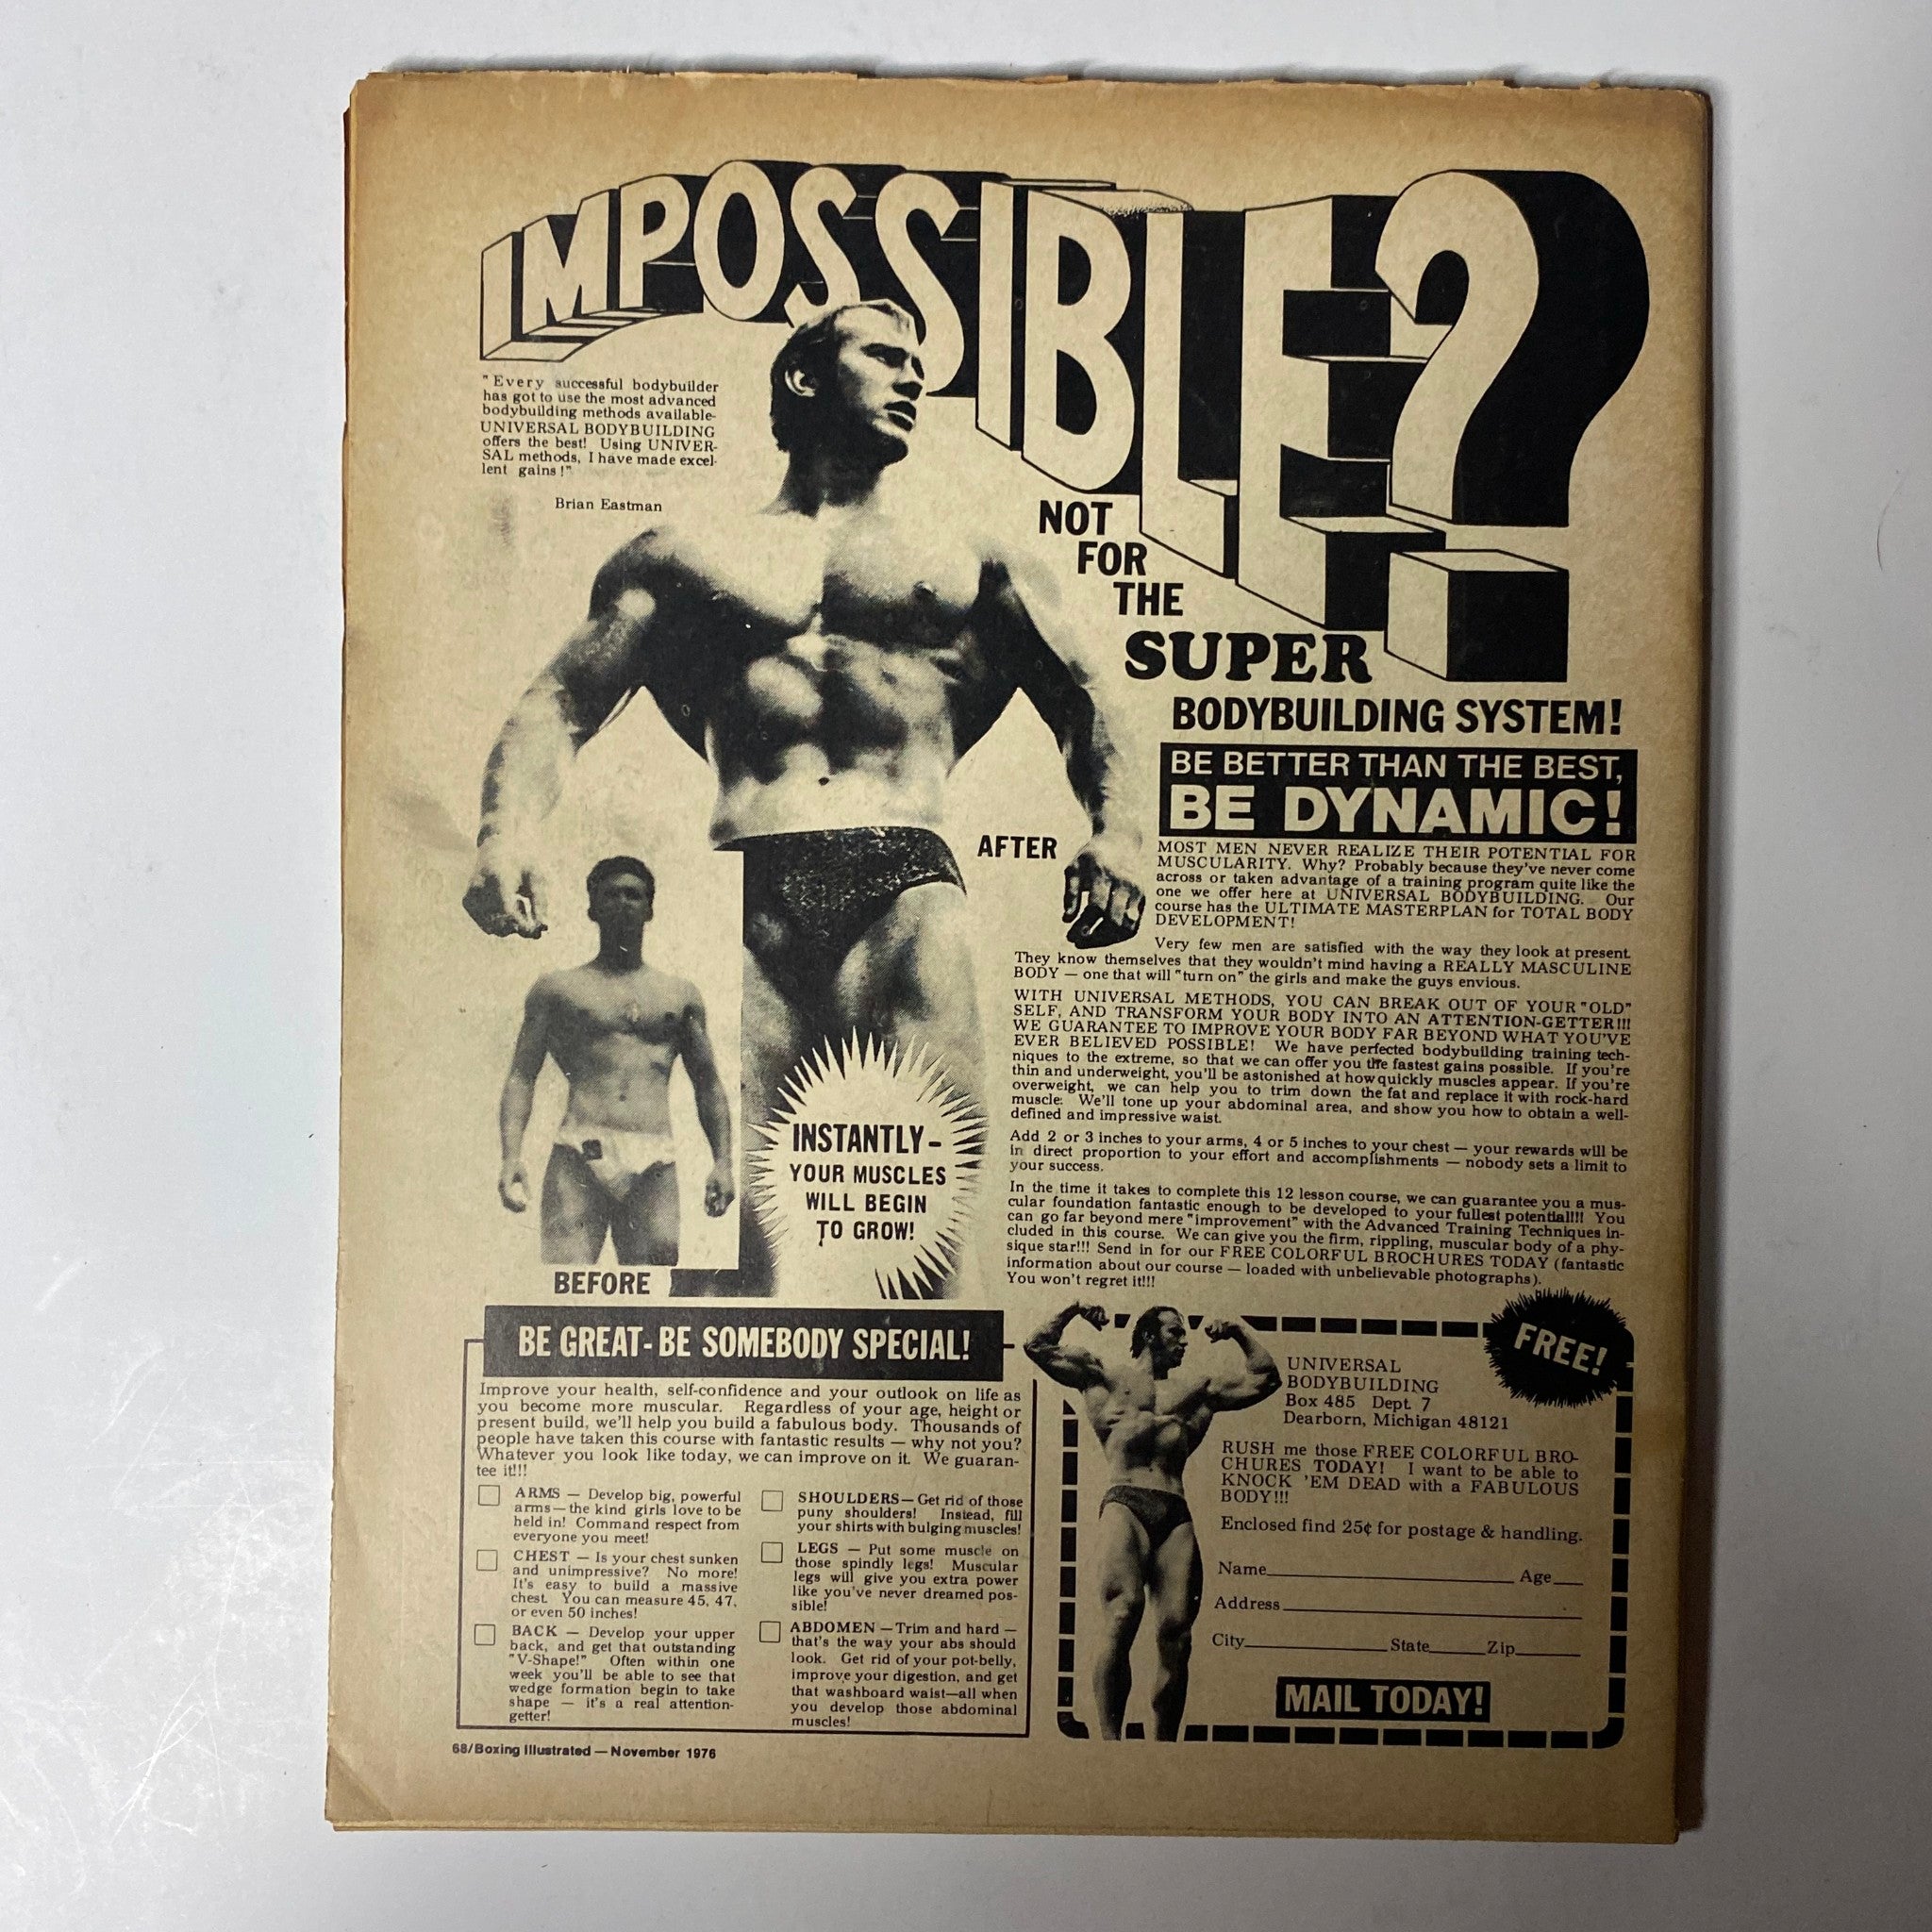 IMPOSSIBLE?
"Every successful bodybuilder
has got to use the most advanced
bodybuilding methods available-
UNIVERSAL BODYBUILDING
offers the best! Using UNIVER-
SAL methods, I have made excel-
lent gains!"
Brian Eastman
NOT
FOR
THE
SUPER
BODYBUILDING SYSTEM!
BE BETTER THAN THE BEST,
BE DYNAMIC!
AFTER
MOST MEN NEVER REALIZE THEIR POTENTIAL FOR
MUSCULARITY. Why? Probably because they've never come
across or taken advantage of a training program quite like the
one we offer here at UNIVERSAL BODYBUILDING. Our
course has the ULTIMATE MASTERPLAN for TOTAL BODY
DEVELOPMENT!
Very few men are satisfied with the way they look at present.
They know themselves that they wouldn't mind having a REALLY MASCULINE
BODY — one that will "turn on" the girls and make the guys envious.
WITH UNIVERSAL METHODS, YOU CAN BREAK OUT OF YOUR "OLD"
SELF, AND TRANSFORM YOUR BODY INTO AN ATTENTION-GETTER!!!
WE GUARANTEE TO IMPROVE YOUR BODY FAR BEYOND WHAT YOU'VE
EVER BELIEVED POSSIBLE! We have perfected bodybuilding training tech-
niques to the extreme, so that we can offer you the fastest gains possible. If you're
thin and underweight, you'll be astonished at how quickly muscles appear. If you're
overweight, we can help you to trim down the fat and replace it with rock-hard
muscle. We'll tone up your abdominal area, and show you how to obtain a well-
defined and impressive waist.
Add 2 or 3 inches to your arms, 4 or 5 inches to your chest — your rewards will be
in direct proportion to your effort and accomplishments — nobody sets a limit to
your success.
In the time it takes to complete this 12 lesson course, we can guarantee you a mus-
cular foundation fantastic enough to be developed to your fullest potential!!! You
can go far beyond mere "improvement" with the Advanced Training Techniques in-
cluded in this course. We can give you the firm, rippling, muscular body of a phy-
sique star!!! Send in for our FREE COLORFUL BROCHURES TODAY (fantastic
information about our course — loaded with unbelievable photographs).
You won't regret it!!!
INSTANTLY-
YOUR MUSCLES
WILL BEGIN
TO GROW!
BEFORE
BE GREAT- BE SOMEBODY SPECIAL!
Improve your health, self-confidence and your outlook on life as
you become more muscular. Regardless of your age, height or
present build, we'll help you build a fabulous body. Thousands of
people have taken this course with fantastic results — why not you?
Whatever you look like today, we can improve on it. We guaran-
tee it!!!
ARMS — Develop big, powerful
arms—the kind girls love to be
held in! Command respect from
everyone you meet!
CHEST — Is your chest sunken
and unimpressive? No more!
It's easy to build a massive
chest. You can measure 45, 47,
or even 50 inches!
BACK — Develop your upper
back, and get that outstanding
"V-Shape!" Often within one
week you'll be able to see that
wedge formation begin to take
shape — it's a real attention-
getter!
SHOULDERS— Get rid of those
puny shoulders! Instead, fill
your shirts with bulging muscles!
LEGS — Put some muscle on
those spindly legs! Muscular
legs will give you extra power
like you've never dreamed pos-
sible!
ABDOMEN —Trim and hard —
that's the way your abs should
look. Get rid of your pot-belly,
improve your digestion, and get
that washboard waist—all when
you develop those abdominal
muscles!
FREE!
UNIVERSAL
BODYBUILDING
Box 485 Dept. 7
Dearborn, Michigan 48121
RUSH me those FREE COLORFUL BRO-
CHURES TODAY! I want to be able to
KNOCK 'EM DEAD with a FABULOUS
BODY!!!
Enclosed find 25¢ for postage & handling.
Name Age
Address
City State Zip
MAIL TODAY!
68/Boxing Illustrated — November 1976